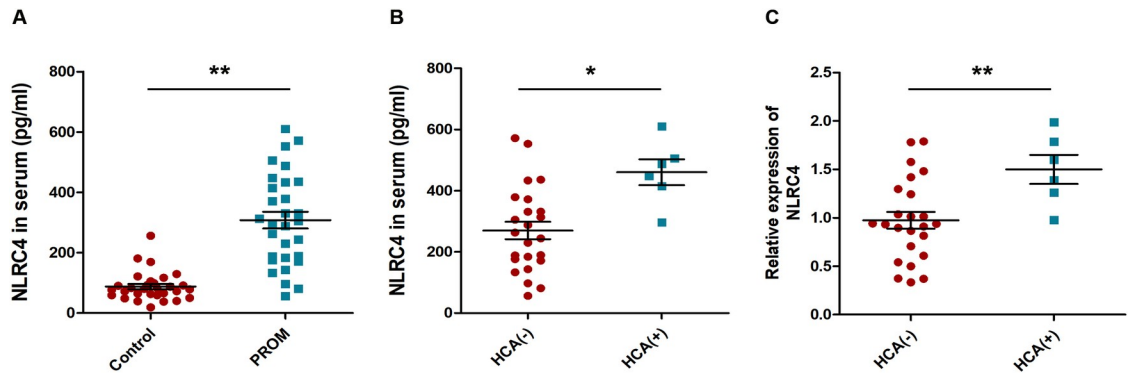 A
NLRC4 in serum (pg/ml)
800
600
400
200
0
**
Control
PROM
B
NLRC4 in serum (pg/ml)
800
600
400
200
0
*
HCA(-)
HCA(+)
C
Relative expression of
NLRC4
2.5
2.0
1.5
1.0
0.5
0.0
**
HCA(-)
HCA(+)